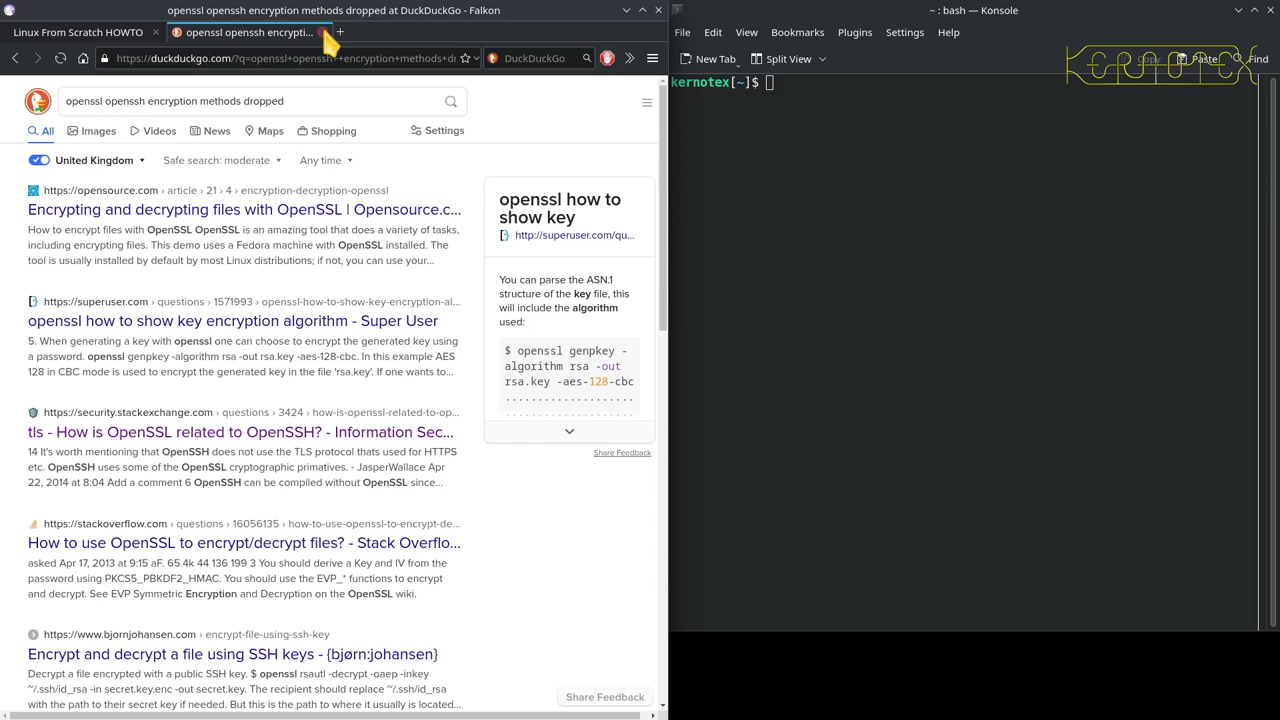 openssl openssh encryption methods dropped at DuckDuckGo - Falkon
Linux From Scratch HOWTO
openssl openssh encrypti...
https://duckduckgo.com/?q=openssl+openssh++encryption+methods+dr
DuckDuckGo
openssl openssh encryption methods dropped
All
Images
Videos
News
Maps
Shopping
Settings
United Kingdom
Safe search: moderate
Any time
https://opensource.com › article › 21 › 4 › encryption-decryption-openssl
Encrypting and decrypting files with OpenSSL | Opensource.c...
How to encrypt files with OpenSSL OpenSSL is an amazing tool that does a variety of tasks,
including encrypting files. This demo uses a Fedora machine with OpenSSL installed. The
tool is usually installed by default by most Linux distributions; if not, you can use your...
https://superuser.com › questions › 1571993 › openssl-how-to-show-key-encryption-al...
openssl how to show key encryption algorithm - Super User
5. When generating a key with openssl one can choose to encrypt the generated key using
a password. openssl genpkey -algorithm rsa -out rsa.key -aes-128-cbc. In this example AES
128 in CBC mode is used to encrypt the generated key in the file 'rsa.key'. If one wants to...
https://security.stackexchange.com › questions › 3424 › how-is-openssl-related-to-op...
tls - How is OpenSSL related to OpenSSH? - Information Sec...
14 It's worth mentioning that OpenSSH does not use the TLS protocol thats used for HTTPS
etc. OpenSSH uses some of the OpenSSL cryptographic primatives. - JasperWallace Apr
22, 2014 at 8:04 Add a comment 6 OpenSSH can be compiled without OpenSSL since...
https://stackoverflow.com › questions › 16056135 › how-to-use-openssl-to-encrypt-de...
How to use OpenSSL to encrypt/decrypt files? - Stack Overflo...
asked Apr 17, 2013 at 9:15 aF. 65.4k 44 136 199 3 You should derive a Key and IV from the
password using PKCS5_PBKDF2_HMAC. You should use the EVP_* functions to encrypt
and decrypt. See EVP Symmetric Encryption and Decryption on the OpenSSL wiki.
https://www.bjornjohansen.com › encrypt-file-using-ssh-key
Encrypt and decrypt a file using SSH keys - {bjørn:johansen}
Decrypt a file encrypted with a public SSH key. $ openssl rsautl -decrypt -oaep -inkey
~/.ssh/id_rsa -in secret.key.enc -out secret.key. The recipient should replace ~/.ssh/id_rsa
with the path to their secret key if needed. But this is the path to where it usually is located...
openssl how to
show key
http://superuser.com/qu...
You can parse the ASN.1
structure of the key file, this
will include the algorithm
used:
$ openssl genpkey -
algorithm rsa -out
rsa.key -aes-128-cbc
...................
...................
Share Feedback
Share Feedback
~ : bash — Konsole
File
Edit
View
Bookmarks
Plugins
Settings
Help
New Tab
Split View
Copy
Paste
Find
KERNOTEX
kernotex[~]$